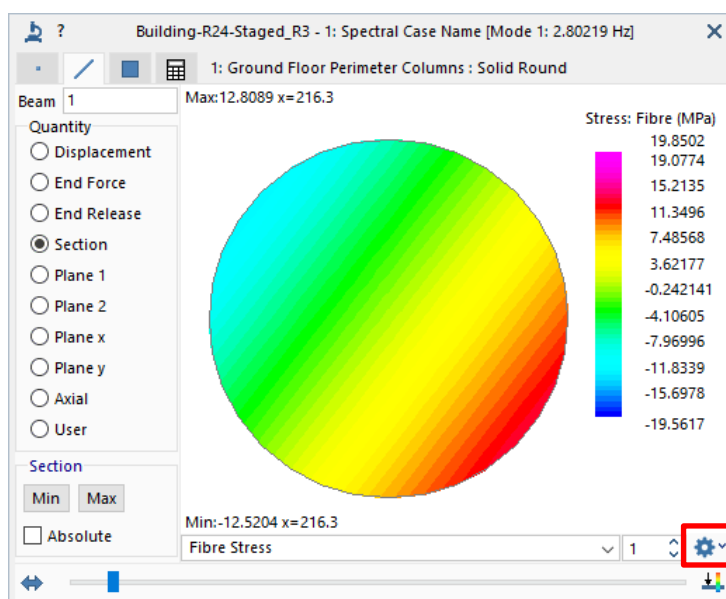 ? Building-R24-Staged_R3 - 1: Spectral Case Name [Mode 1: 2.80219 Hz]
1: Ground Floor Perimeter Columns : Solid Round
Beam 1
Max:12.8089 x=216.3
Quantity
Displacement
End Force
End Release
Section
Plane 1
Plane 2
Plane x
Plane y
Axial
User
Section
Min Max
Absolute
Stress: Fibre (MPa)
19.8502
19.0774
15.2135
11.3496
7.48568
3.62177
-0.242141
-4.10605
-7.96996
-11.8339
-15.6978
-19.5617
Min:-12.5204 x=216.3
Fibre Stress 1